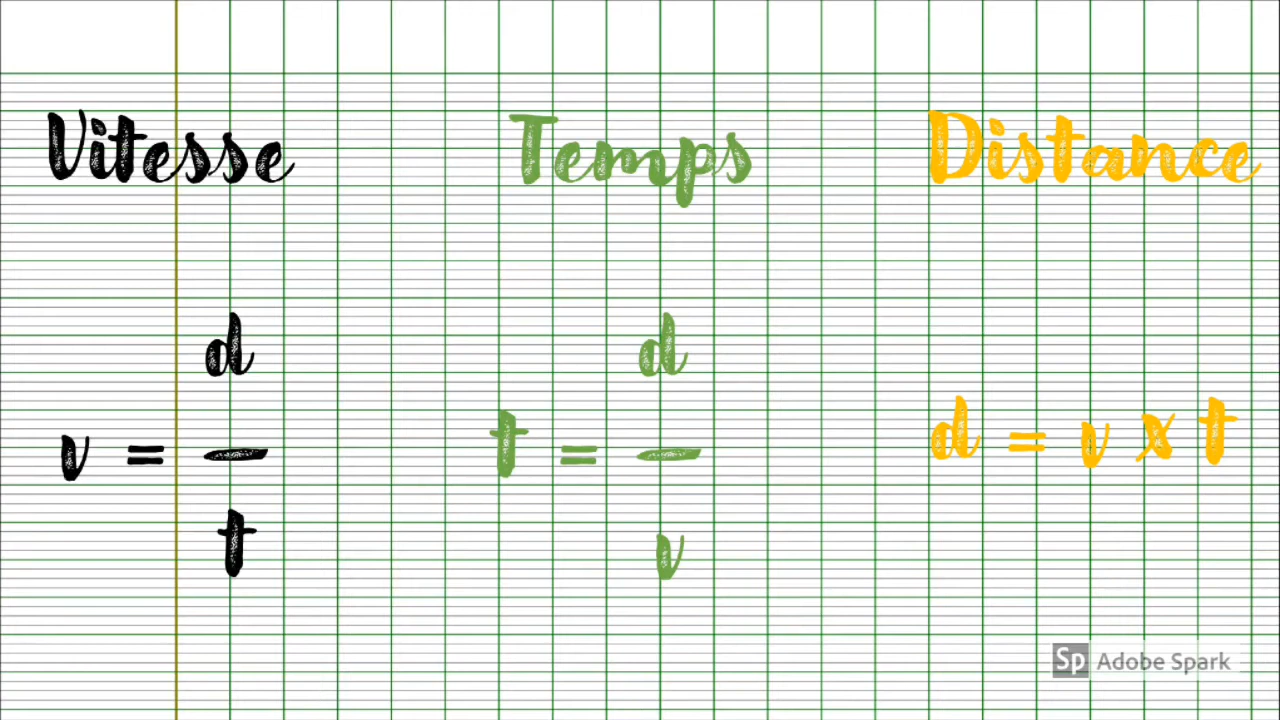 Vitesse Temps Distance
d d
v = — t = — d = v x t
t v
Sp Adobe Spark